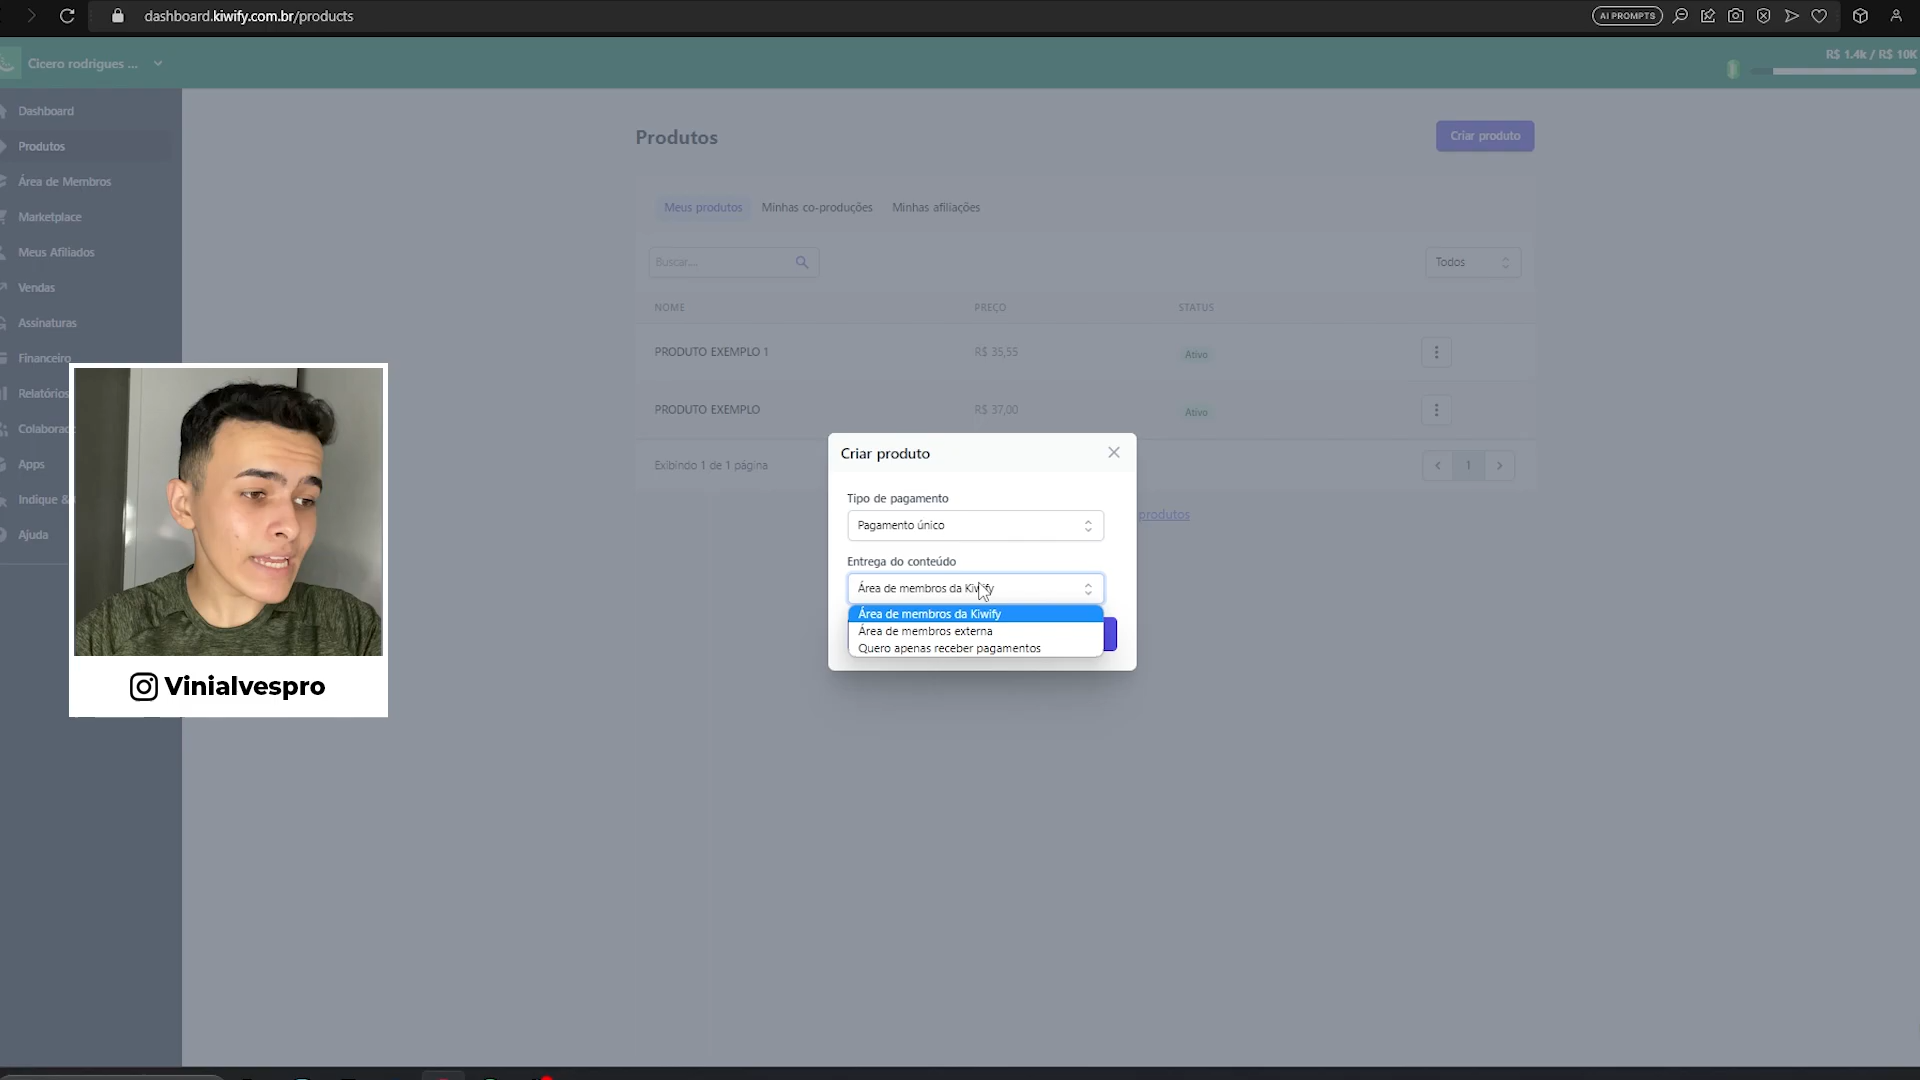 dashboard.kiwify.com.br/products
AI PROMPTS
Cicero rodrigues ...
R$ 1.4k / R$ 10K
Dashboard
Produtos
Área de Membros
Marketplace
Meus Afiliados
Vendas
Assinaturas
Financeiro
Relatórios
Colaborad
Apps
Indique &
Ajuda
Produtos
Criar produto
Meus produtos
Minhas co-produções
Minhas afiliações
Buscar...
Todos
NOME
PREÇO
STATUS
PRODUTO EXEMPLO 1
R$ 35,55
Ativo
PRODUTO EXEMPLO
R$ 37,00
Ativo
Exibindo 1 de 1 página
1
produtos
Criar produto
Tipo de pagamento
Pagamento único
Entrega do conteúdo
Área de membros da Kiwify
Área de membros da Kiwify
Área de membros externa
Quero apenas receber pagamentos
Vinialvespro